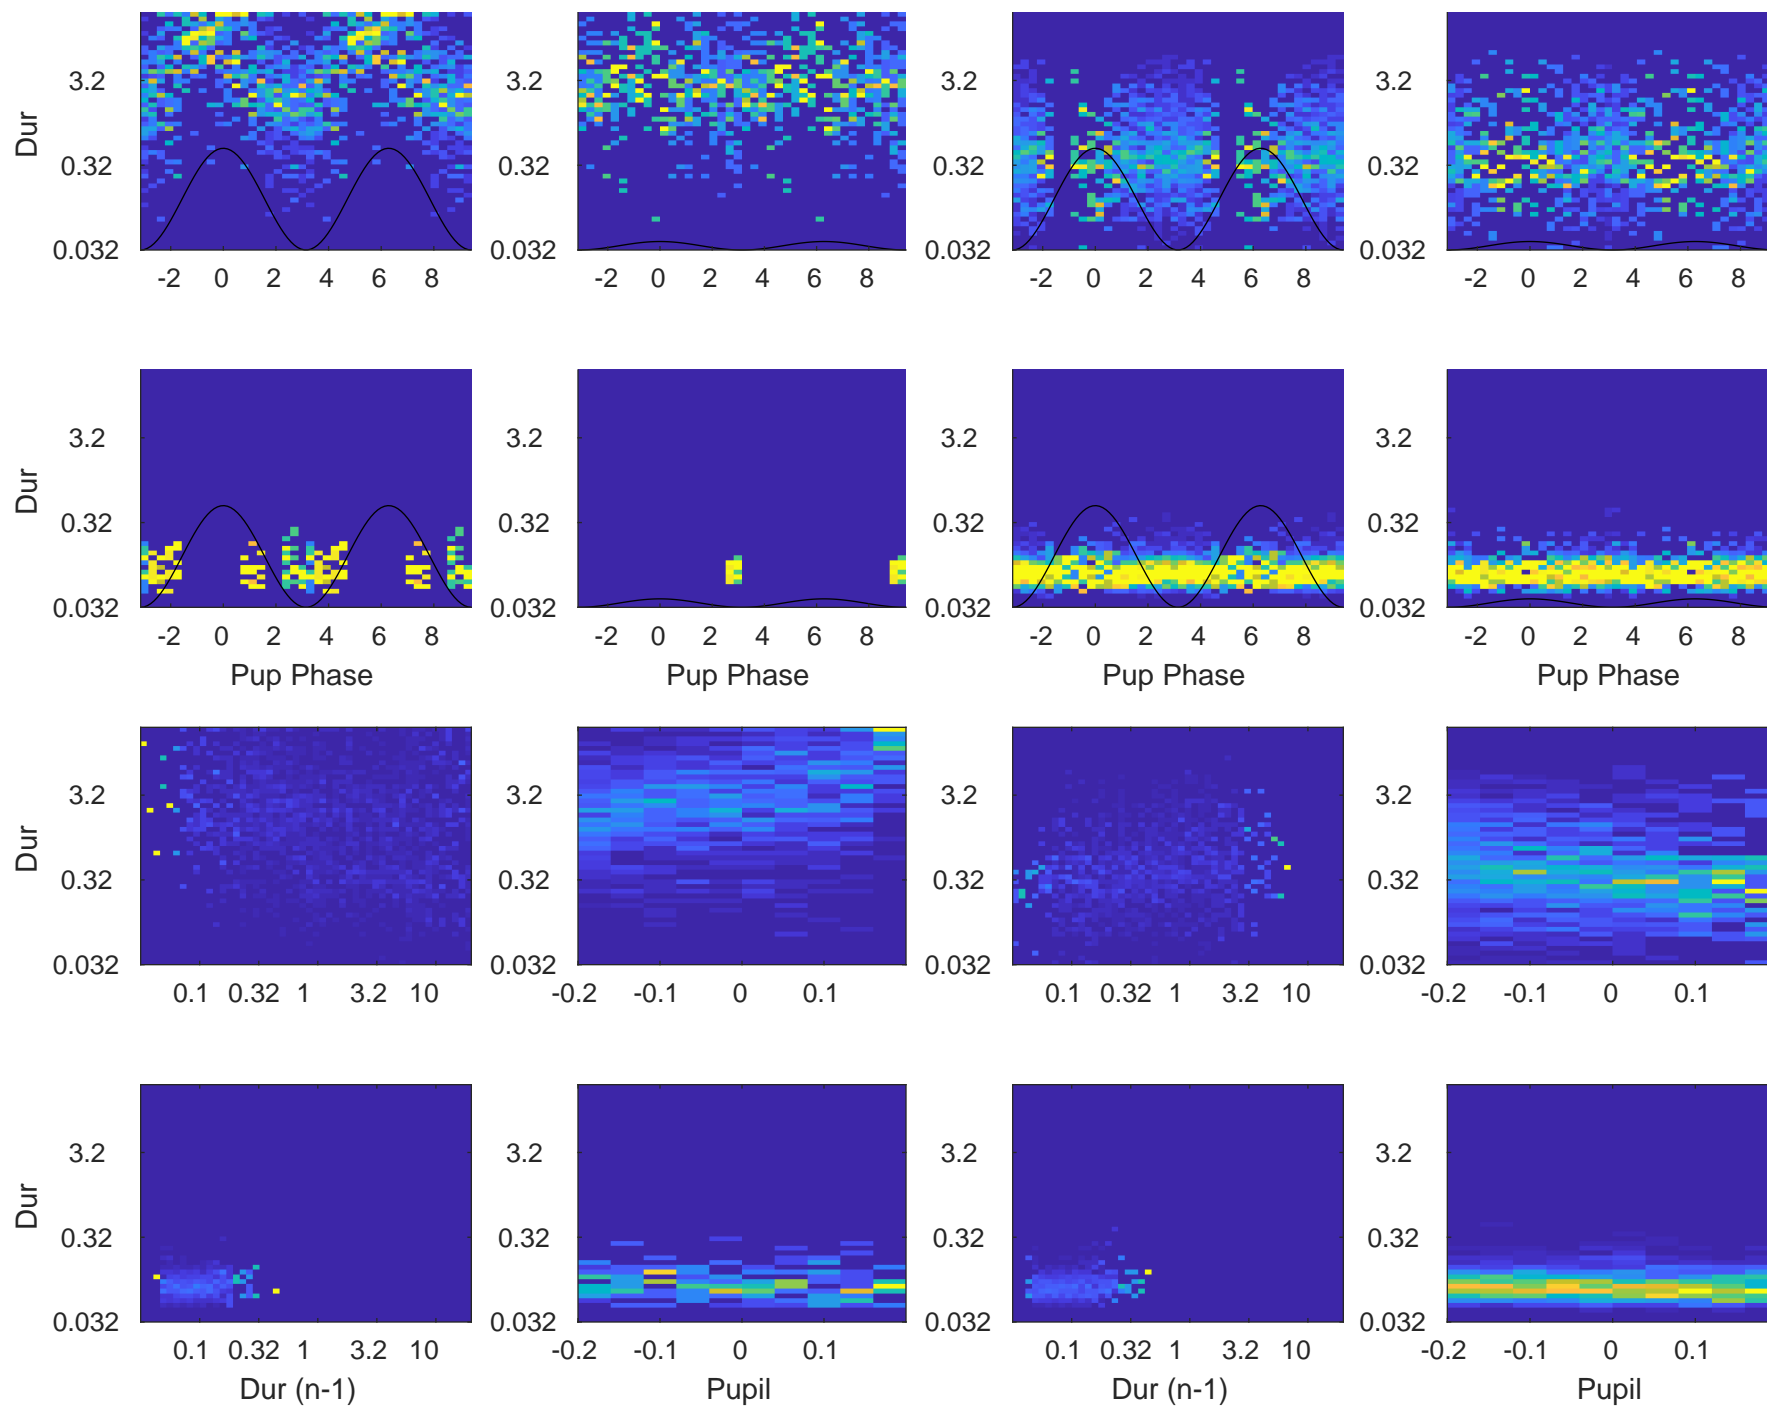 Dur
3.2 3.2 3.2 3.2
0.32 0.32 0.32 0.32
0.032 0.032 0.032 0.032
-2 0 2 4 6 8 -2 0 2 4 6 8 -2 0 2 4 6 8 -2 0 2 4 6 8
Dur
3.2 3.2 3.2 3.2
0.32 0.32 0.32 0.32
0.032 0.032 0.032 0.032
-2 0 2 4 6 8 -2 0 2 4 6 8 -2 0 2 4 6 8 -2 0 2 4 6 8
Pup Phase Pup Phase Pup Phase Pup Phase
Dur
3.2 3.2 3.2 3.2
0.32 0.32 0.32 0.32
0.032 0.032 0.032 0.032
0.1 0.32 1 3.2 10 -0.2 -0.1 0 0.1 0.1 0.32 1 3.2 10 -0.2 -0.1 0 0.1
Dur
3.2 3.2 3.2 3.2
0.32 0.32 0.32 0.32
0.032 0.032 0.032 0.032
0.1 0.32 1 3.2 10 -0.2 -0.1 0 0.1 0.1 0.32 1 3.2 10 -0.2 -0.1 0 0.1
Dur (n-1) Pupil Dur (n-1) Pupil